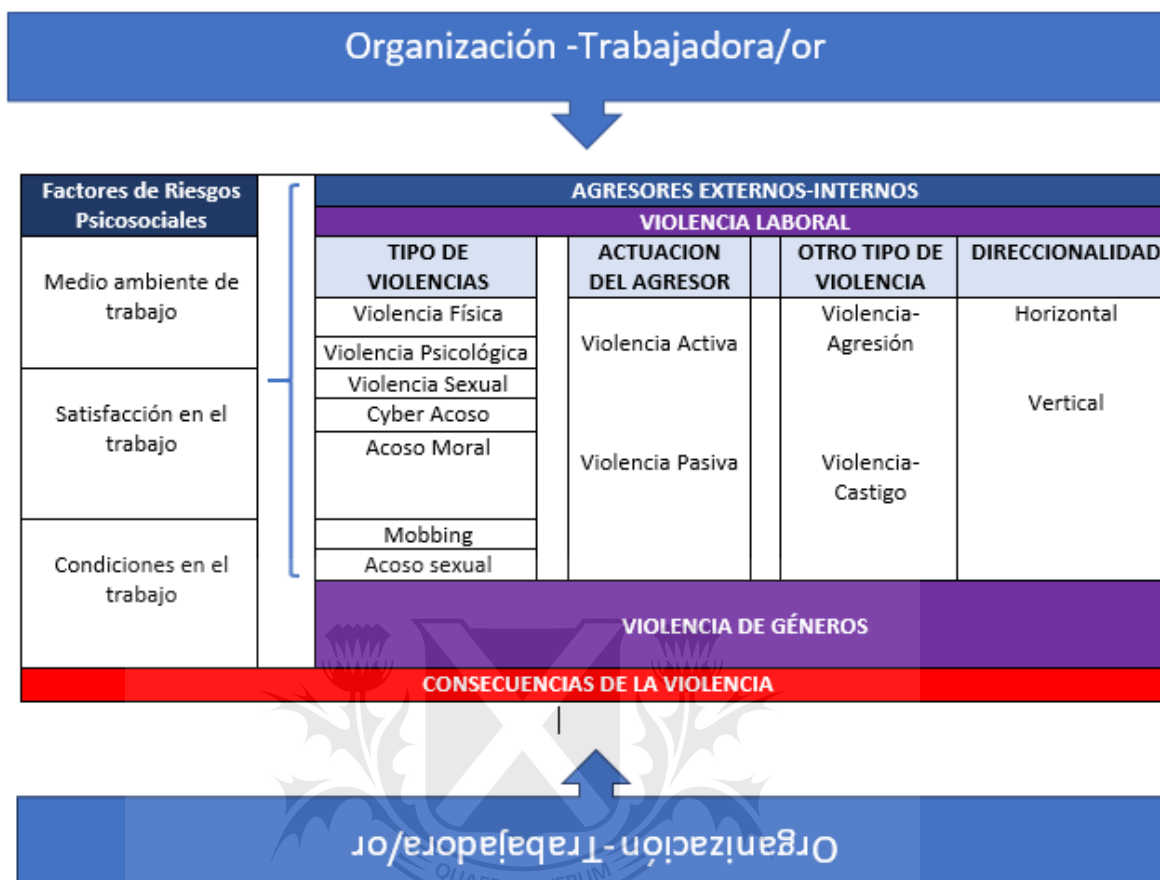 Organización -Trabajadora/or
Factores de Riesgos
Psicosociales
AGRESORES EXTERNOS-INTERNOS
VIOLENCIA LABORAL
TIPO DE
VIOLENCIAS
ACTUACION
DEL AGRESOR
OTRO TIPO DE
VIOLENCIA
DIRECCIONALIDAD
Medio ambiente de
trabajo
Satisfacción en el
trabajo
Condiciones en el
trabajo
Violencia Física
Violencia Psicológica
Violencia Sexual
Cyber Acoso
Acoso Moral
Mobbing
Acoso sexual
Violencia Activa
Violencia Pasiva
Violencia-
Agresión
Violencia-
Castigo
Horizontal
Vertical
VIOLENCIA DE GÉNEROS
CONSECUENCIAS DE LA VIOLENCIA
Organización -Trabajadora/or